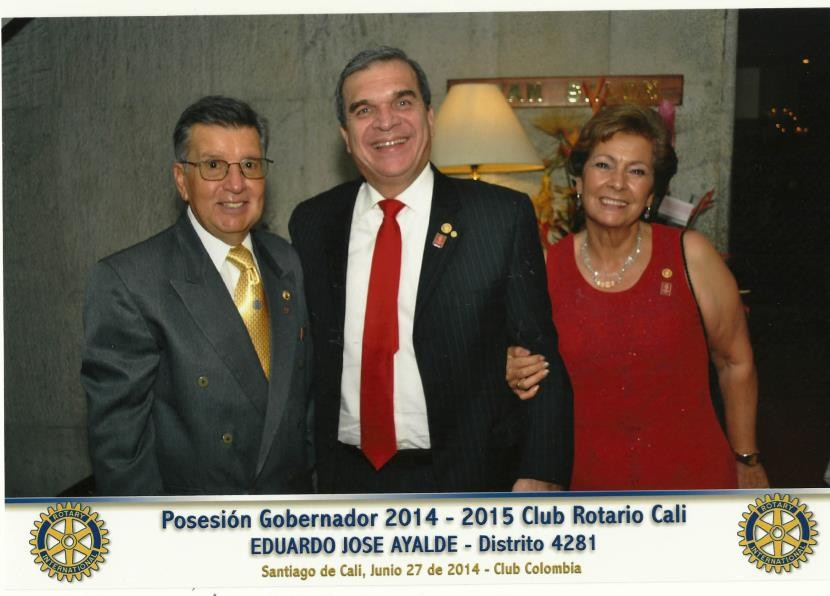 Posesión Gobernador 2014 - 2015 Club Rotario Cali
EDUARDO JOSE AYALDE - Distrito 4281
Santiago de Cali, Junio 27 de 2014 - Club Colombia
ROTARY
INTERNATIONAL
ROTARY
INTERNATIONAL